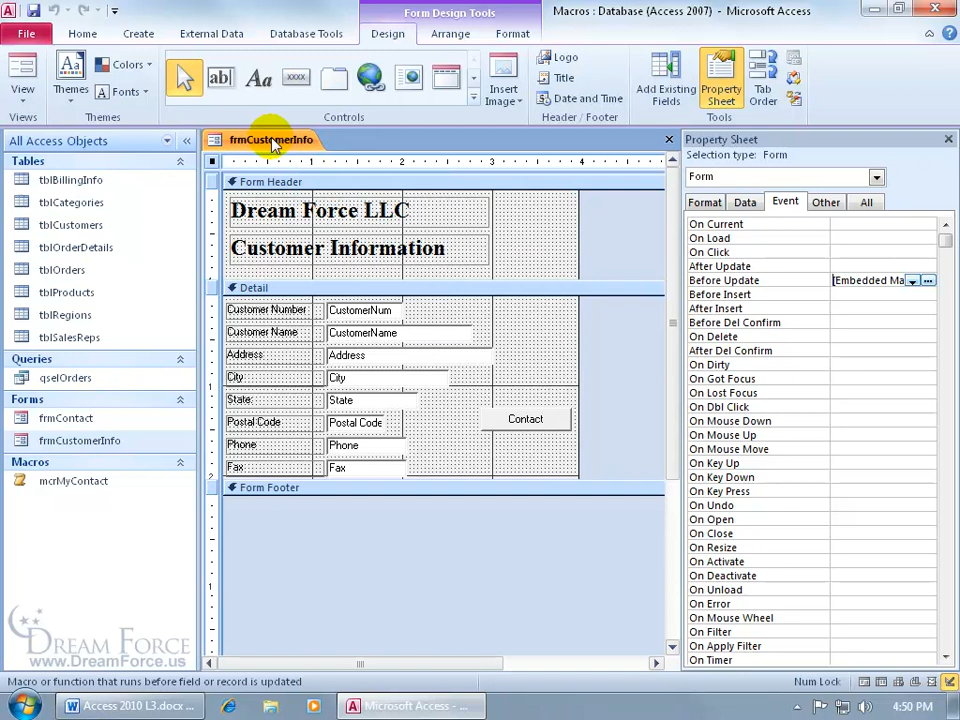 Form Design Tools
Macros : Database (Access 2007) - Microsoft Access
File
Home
Create
External Data
Database Tools
Design
Arrange
Format
View
Themes
Colors
Fonts
ab|
Aa
xxxx
Insert
Image
Logo
Title
Date and Time
Add Existing
Fields
Property
Sheet
Tab
Order
Views
Themes
Controls
Header / Footer
Tools
All Access Objects
Tables
tblBillingInfo
tblCategories
tblCustomers
tblOrderDetails
tblOrders
tblProducts
tblRegions
tblSalesReps
Queries
qselOrders
Forms
frmContact
frmCustomerInfo
Macros
mcrMyContact
DREAM FORCE
www.DreamForce.us
frmCustomerInfo
1 2 3 4
Form Header
Dream Force LLC
Customer Information
Detail
Customer Number CustomerNum
Customer Name CustomerName
Address Address
City City
State: State
Postal Code Postal Code
Phone Phone
Fax Fax
Contact
1
2
Form Footer
1
Property Sheet
Selection type: Form
Form
Format
Data
Event
Other
All
On Current
On Load
On Click
After Update
Before Update [Embedded Ma
Before Insert
After Insert
Before Del Confirm
On Delete
After Del Confirm
On Dirty
On Got Focus
On Lost Focus
On Dbl Click
On Mouse Down
On Mouse Up
On Mouse Move
On Key Up
On Key Down
On Key Press
On Undo
On Open
On Close
On Resize
On Activate
On Deactivate
On Unload
On Error
On Mouse Wheel
On Filter
On Apply Filter
On Timer
Macro or function that runs before field or record is updated
Num Lock
Access 2010 L3.docx ...
Microsoft Access - ...
4:50 PM